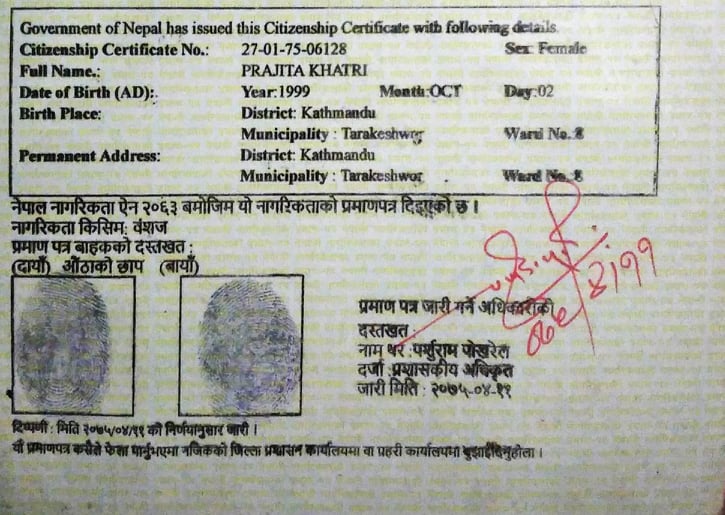 Government of Nepal has issued this Citizenship Certificate with following details.
Citizenship Certificate No.: 27-01-75-06128 Sex: Female
Full Name.: PRAJITA KHATRI
Date of Birth (AD):. Year:1999 Month:OCT Day:02
Birth Place: District: Kathmandu
Municipality : Tarakeshwor Ward No. 8
Permanent Address: District: Kathmandu
Municipality : Tarakeshwor Ward No. 8
नेपाल नागरिकता ऐन २०६३ बमोजिम यो नागरिकताको प्रमाणपत्र दिइएको छ ।
नागरिकता किसिम: वंशज
प्रमाण पत्र बाहकको दस्तखत :
(दायाँ) औंठाको छाप (बायाँ)
प्रमाण पत्र जारी गर्ने अधिकारीको
दस्तखत :
नाम थर : पर्शुराम पोखरेल
दर्जा : प्रशासकीय अधिकृत
जारी मिति : २०७५-०४-११
टिप्पणी : मिति २०७५/०४/११ को निर्णयानुसार जारी ।
यो प्रमाणपत्र कसैले फेला पार्नुभएमा नजिकको जिल्ला प्रशासन कार्यालयमा वा प्रहरी कार्यालयमा बुझाईदिनुहोला ।